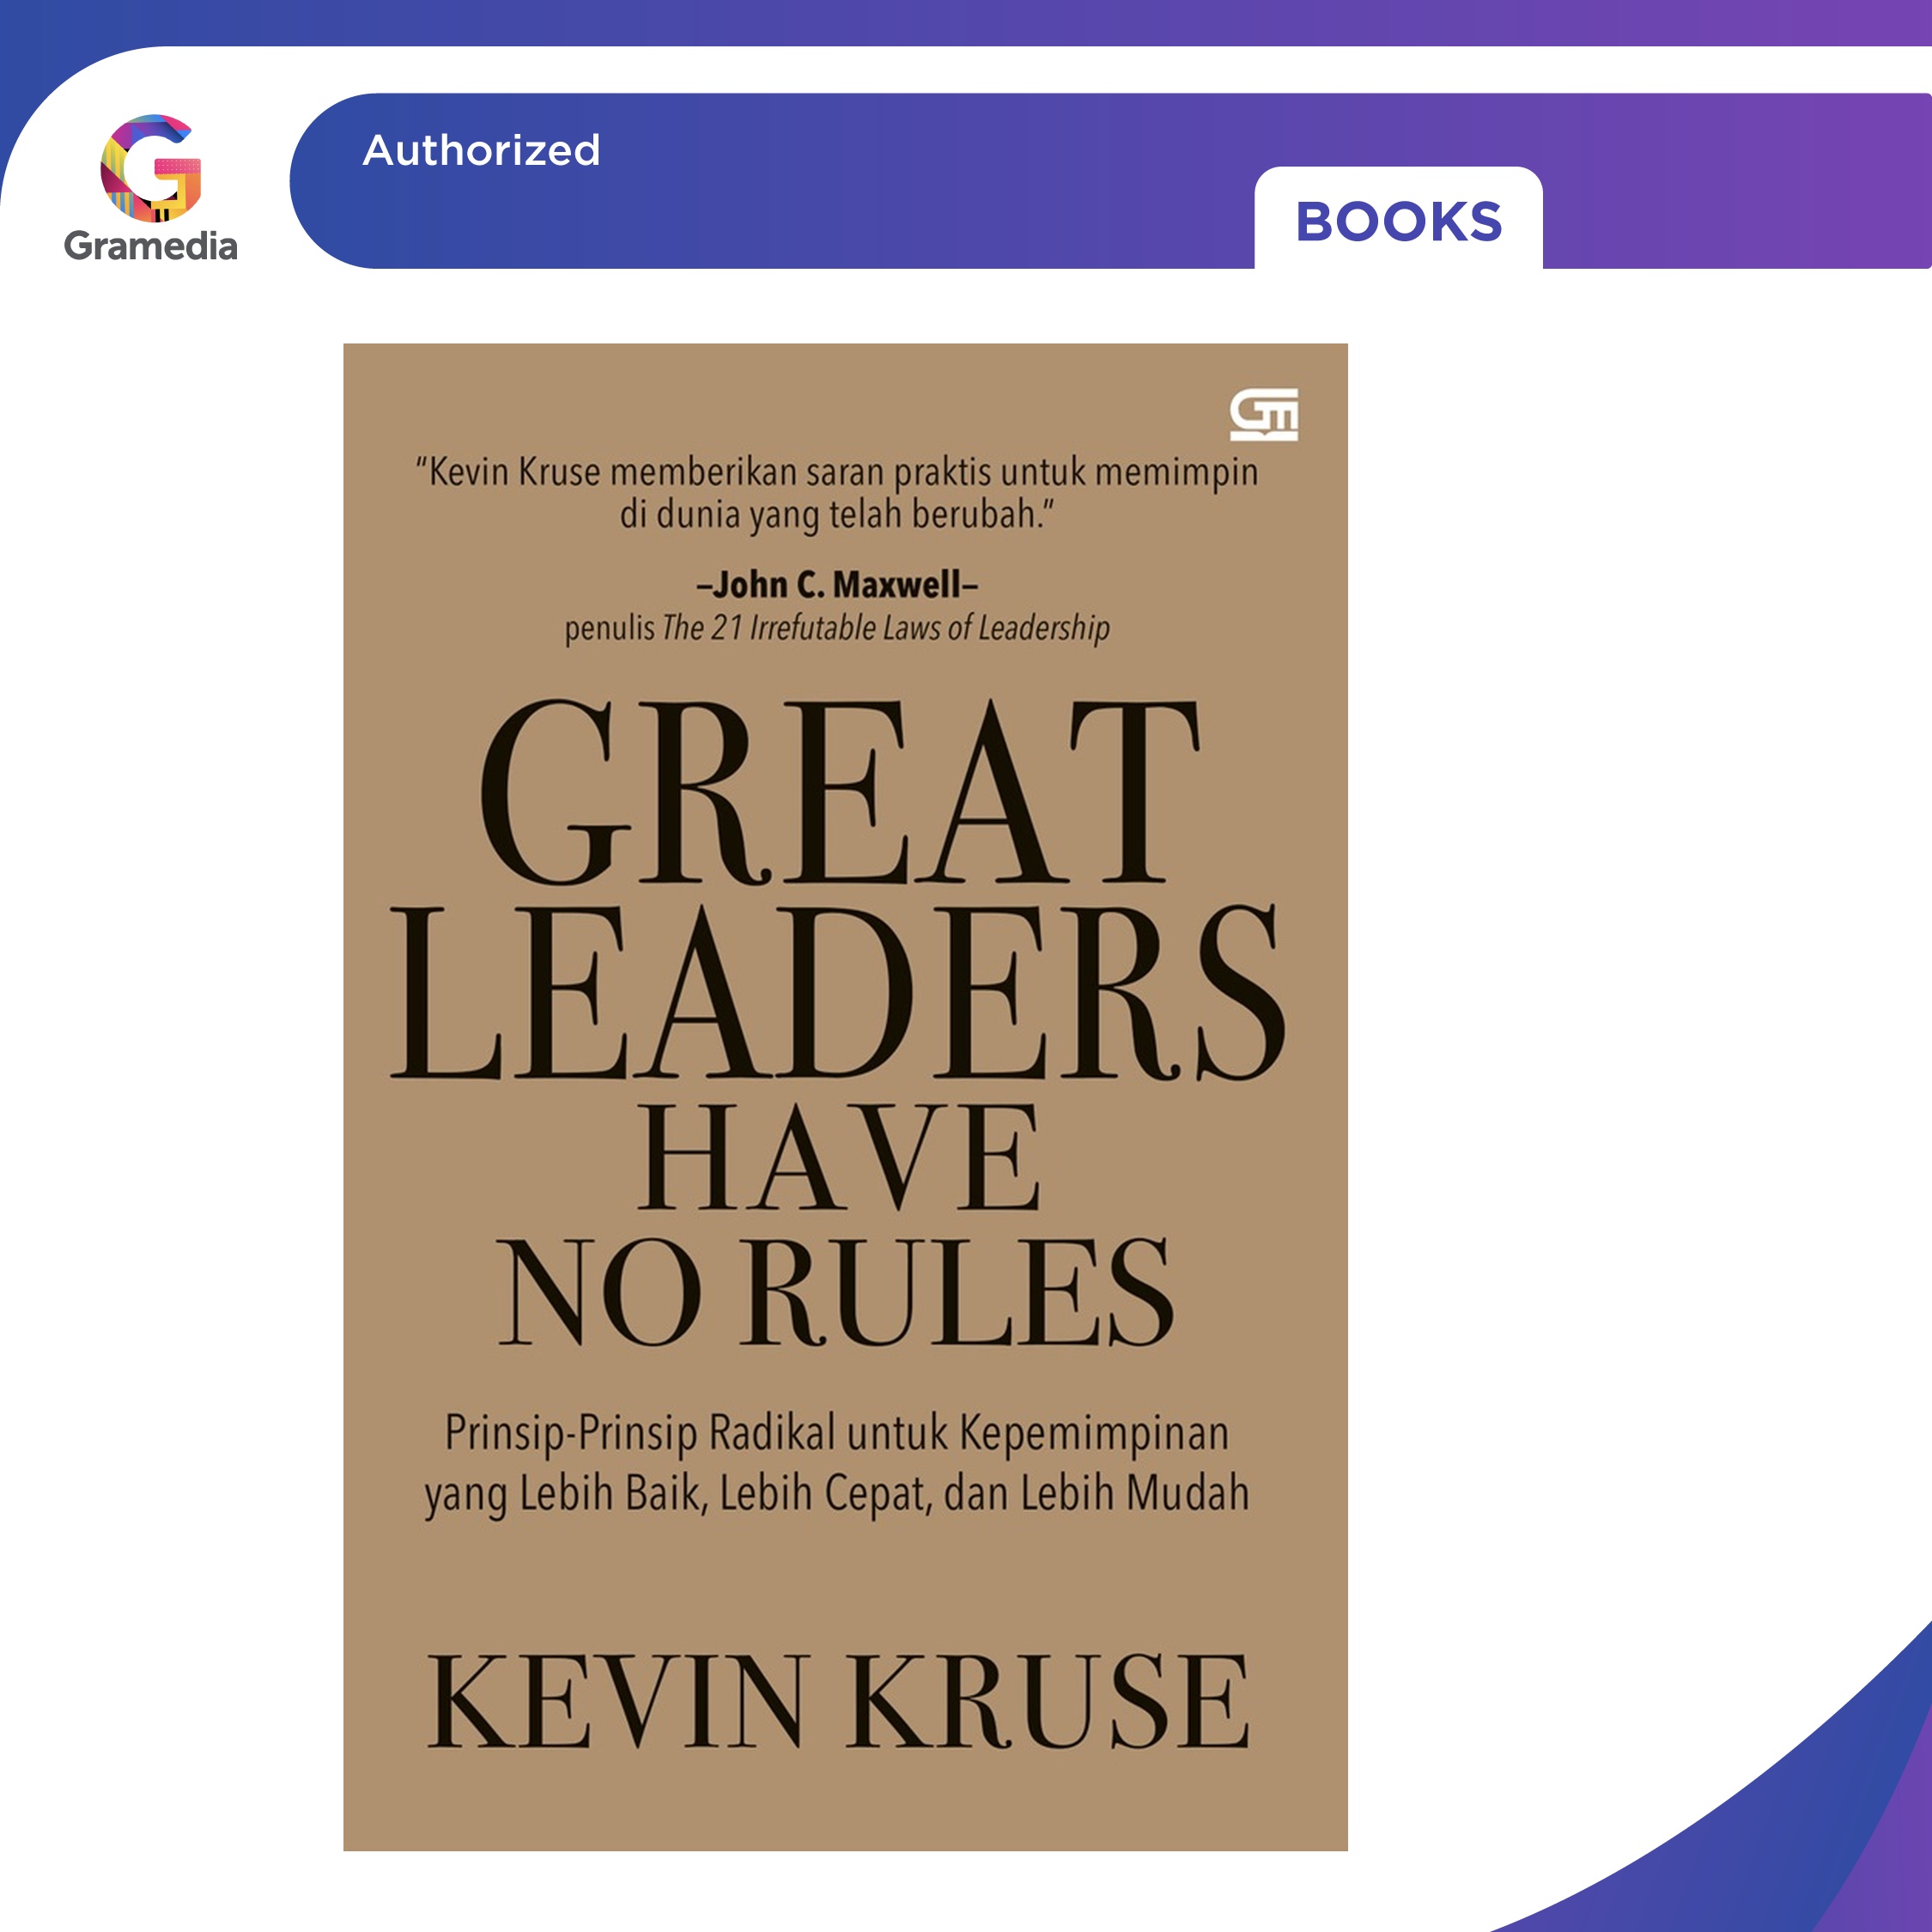 Gramedia
Authorized
BOOKS
GM
“Kevin Kruse memberikan saran praktis untuk memimpin
di dunia yang telah berubah.”
–John C. Maxwell–
penulis The 21 Irrefutable Laws of Leadership
GREAT
LEADERS
HAVE
NO RULES
Prinsip-Prinsip Radikal untuk Kepemimpinan
yang Lebih Baik, Lebih Cepat, dan Lebih Mudah
KEVIN KRUSE